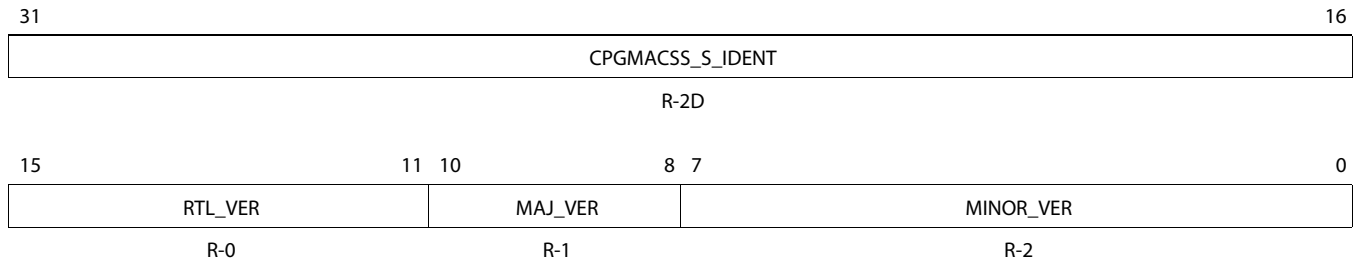 31 16
CPGMACSS_S_IDENT
R-2D
15 11 10 8 7 0
RTL_VER MAJ_VER MINOR_VER
R-0 R-1 R-2